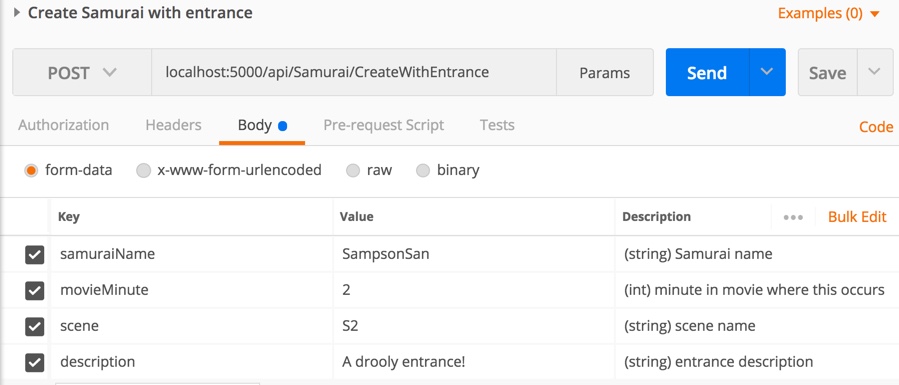 Create Samurai with entrance Examples (0)
POST localhost:5000/api/Samurai/CreateWithEntrance Params Send Save
Authorization Headers Body Pre-request Script Tests Code
form-data x-www-form-urlencoded raw binary
Key Value Description ••• Bulk Edit
samuraiName SampsonSan (string) Samurai name
movieMinute 2 (int) minute in movie where this occurs
scene S2 (string) scene name
description A drooly entrance! (string) entrance description